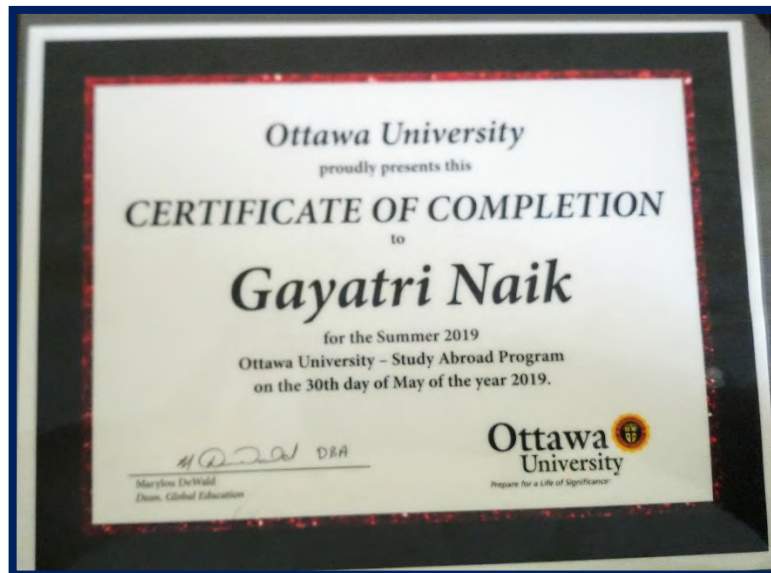 Ottawa University
proudly presents this
CERTIFICATE OF COMPLETION
to
Gayatri Naik
for the Summer 2019
Ottawa University – Study Abroad Program
on the 30th day of May of the year 2019.
DBA
Marylou DeWald
Dean, Global Education
Ottawa
University
Prepare for a Life of Significance